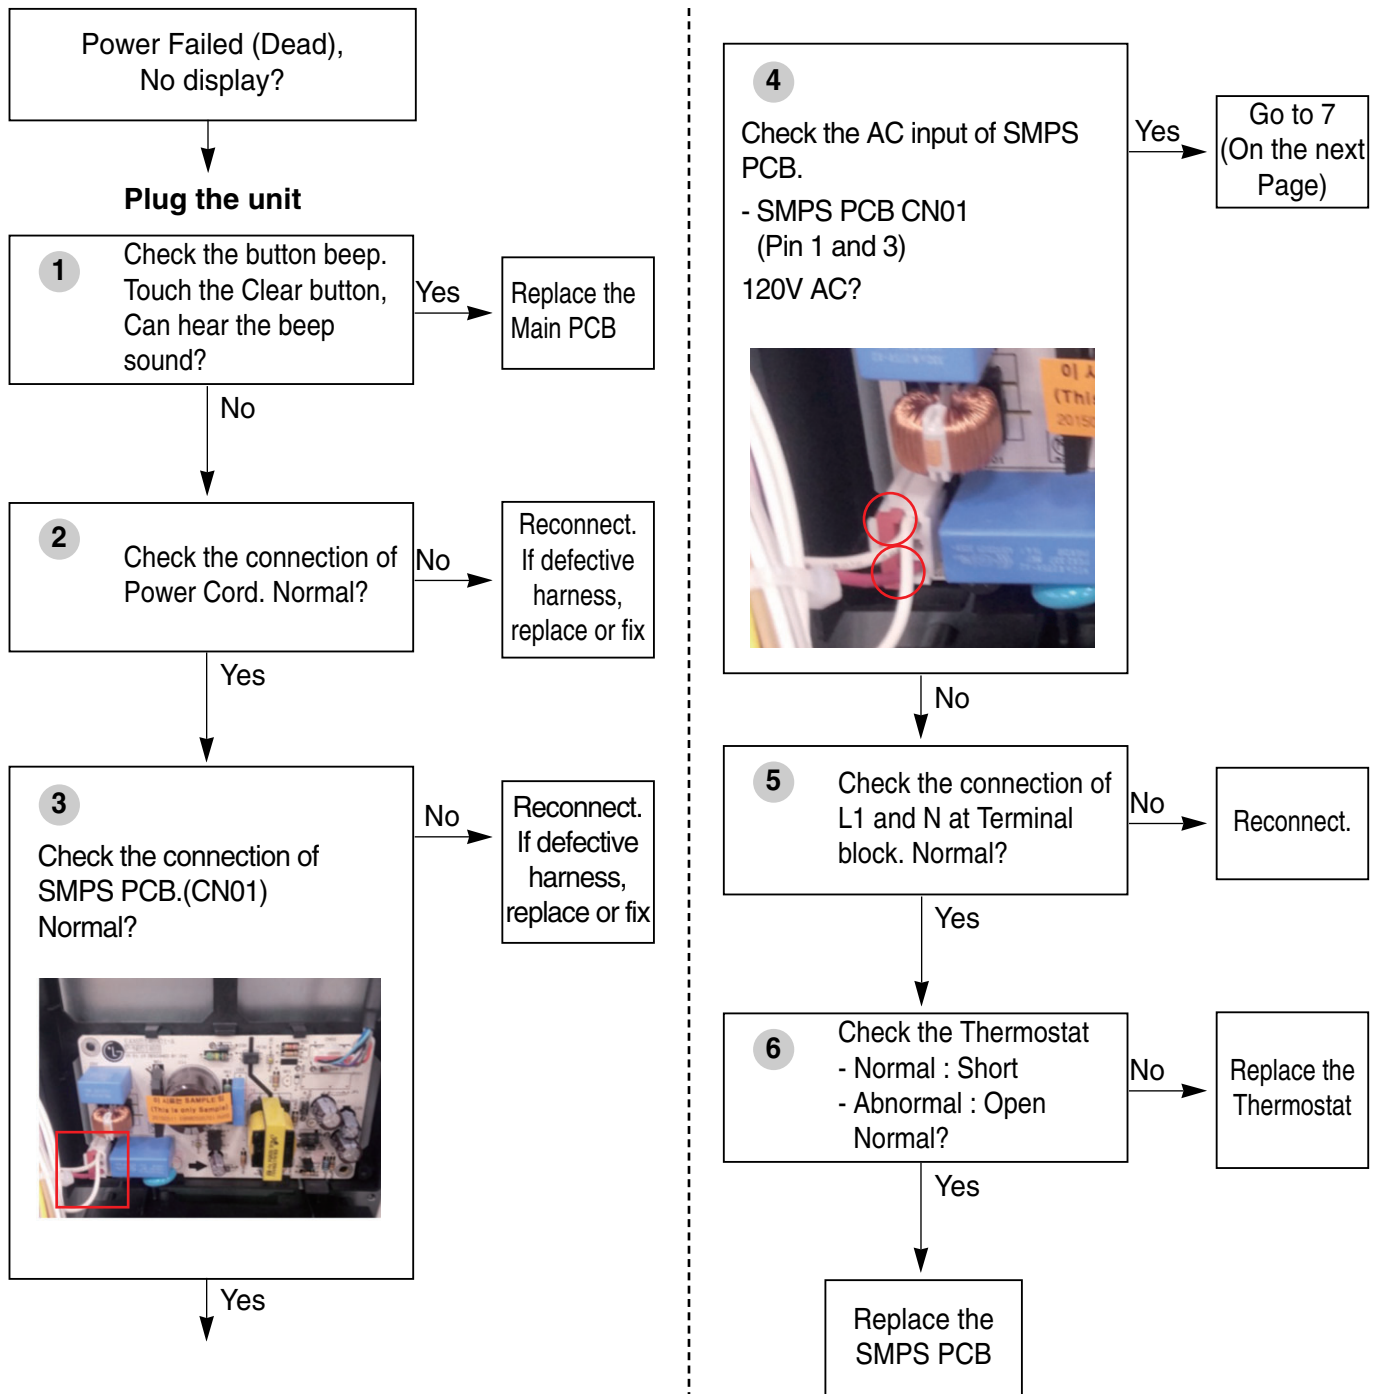 Power Failed (Dead),
No display?
Plug the unit
1
Check the button beep.
Touch the Clear button,
Can hear the beep
sound?
Yes
Replace the
Main PCB
No
2
Check the connection of
Power Cord. Normal?
No
Reconnect.
If defective
harness,
replace or fix
Yes
3
Check the connection of
SMPS PCB.(CN01)
Normal?
No
Reconnect.
If defective
harness,
replace or fix
(This is only Sample)
Yes
4
Check the AC input of SMPS
PCB.
- SMPS PCB CN01
(Pin 1 and 3)
120V AC?
Yes
Go to 7
(On the next
Page)
(This
2015
No
5
Check the connection of
L1 and N at Terminal
block. Normal?
No
Reconnect.
Yes
6
Check the Thermostat
- Normal : Short
- Abnormal : Open
Normal?
No
Replace the
Thermostat
Yes
Replace the
SMPS PCB